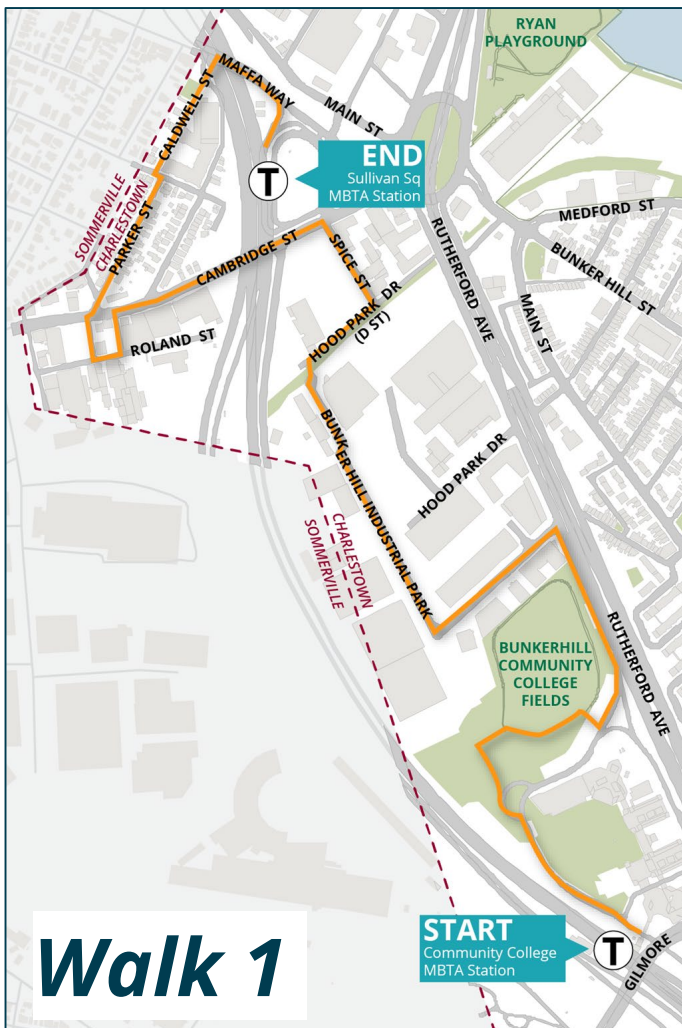 RYAN
PLAYGROUND
MAFFA WAY
MAIN ST
CALDWELL ST
END
Sullivan Sq
MBTA Station
T
SOMMERVILLE
CHARLESTOWN
PARKER ST
MEDFORD ST
CAMBRIDGE ST
SPICE ST
RUTHERFORD AVE
BUNKER HILL ST
MAIN ST
HOOD PARK DR
(D ST)
ROLAND ST
BUNKER HILL INDUSTRIAL PARK
HOOD PARK DR
CHARLESTOWN
SOMMERVILLE
BUNKERHILL
COMMUNITY
COLLEGE
FIELDS
RUTHERFORD AVE
START
Community College
MBTA Station
T
GILMORE
Walk 1